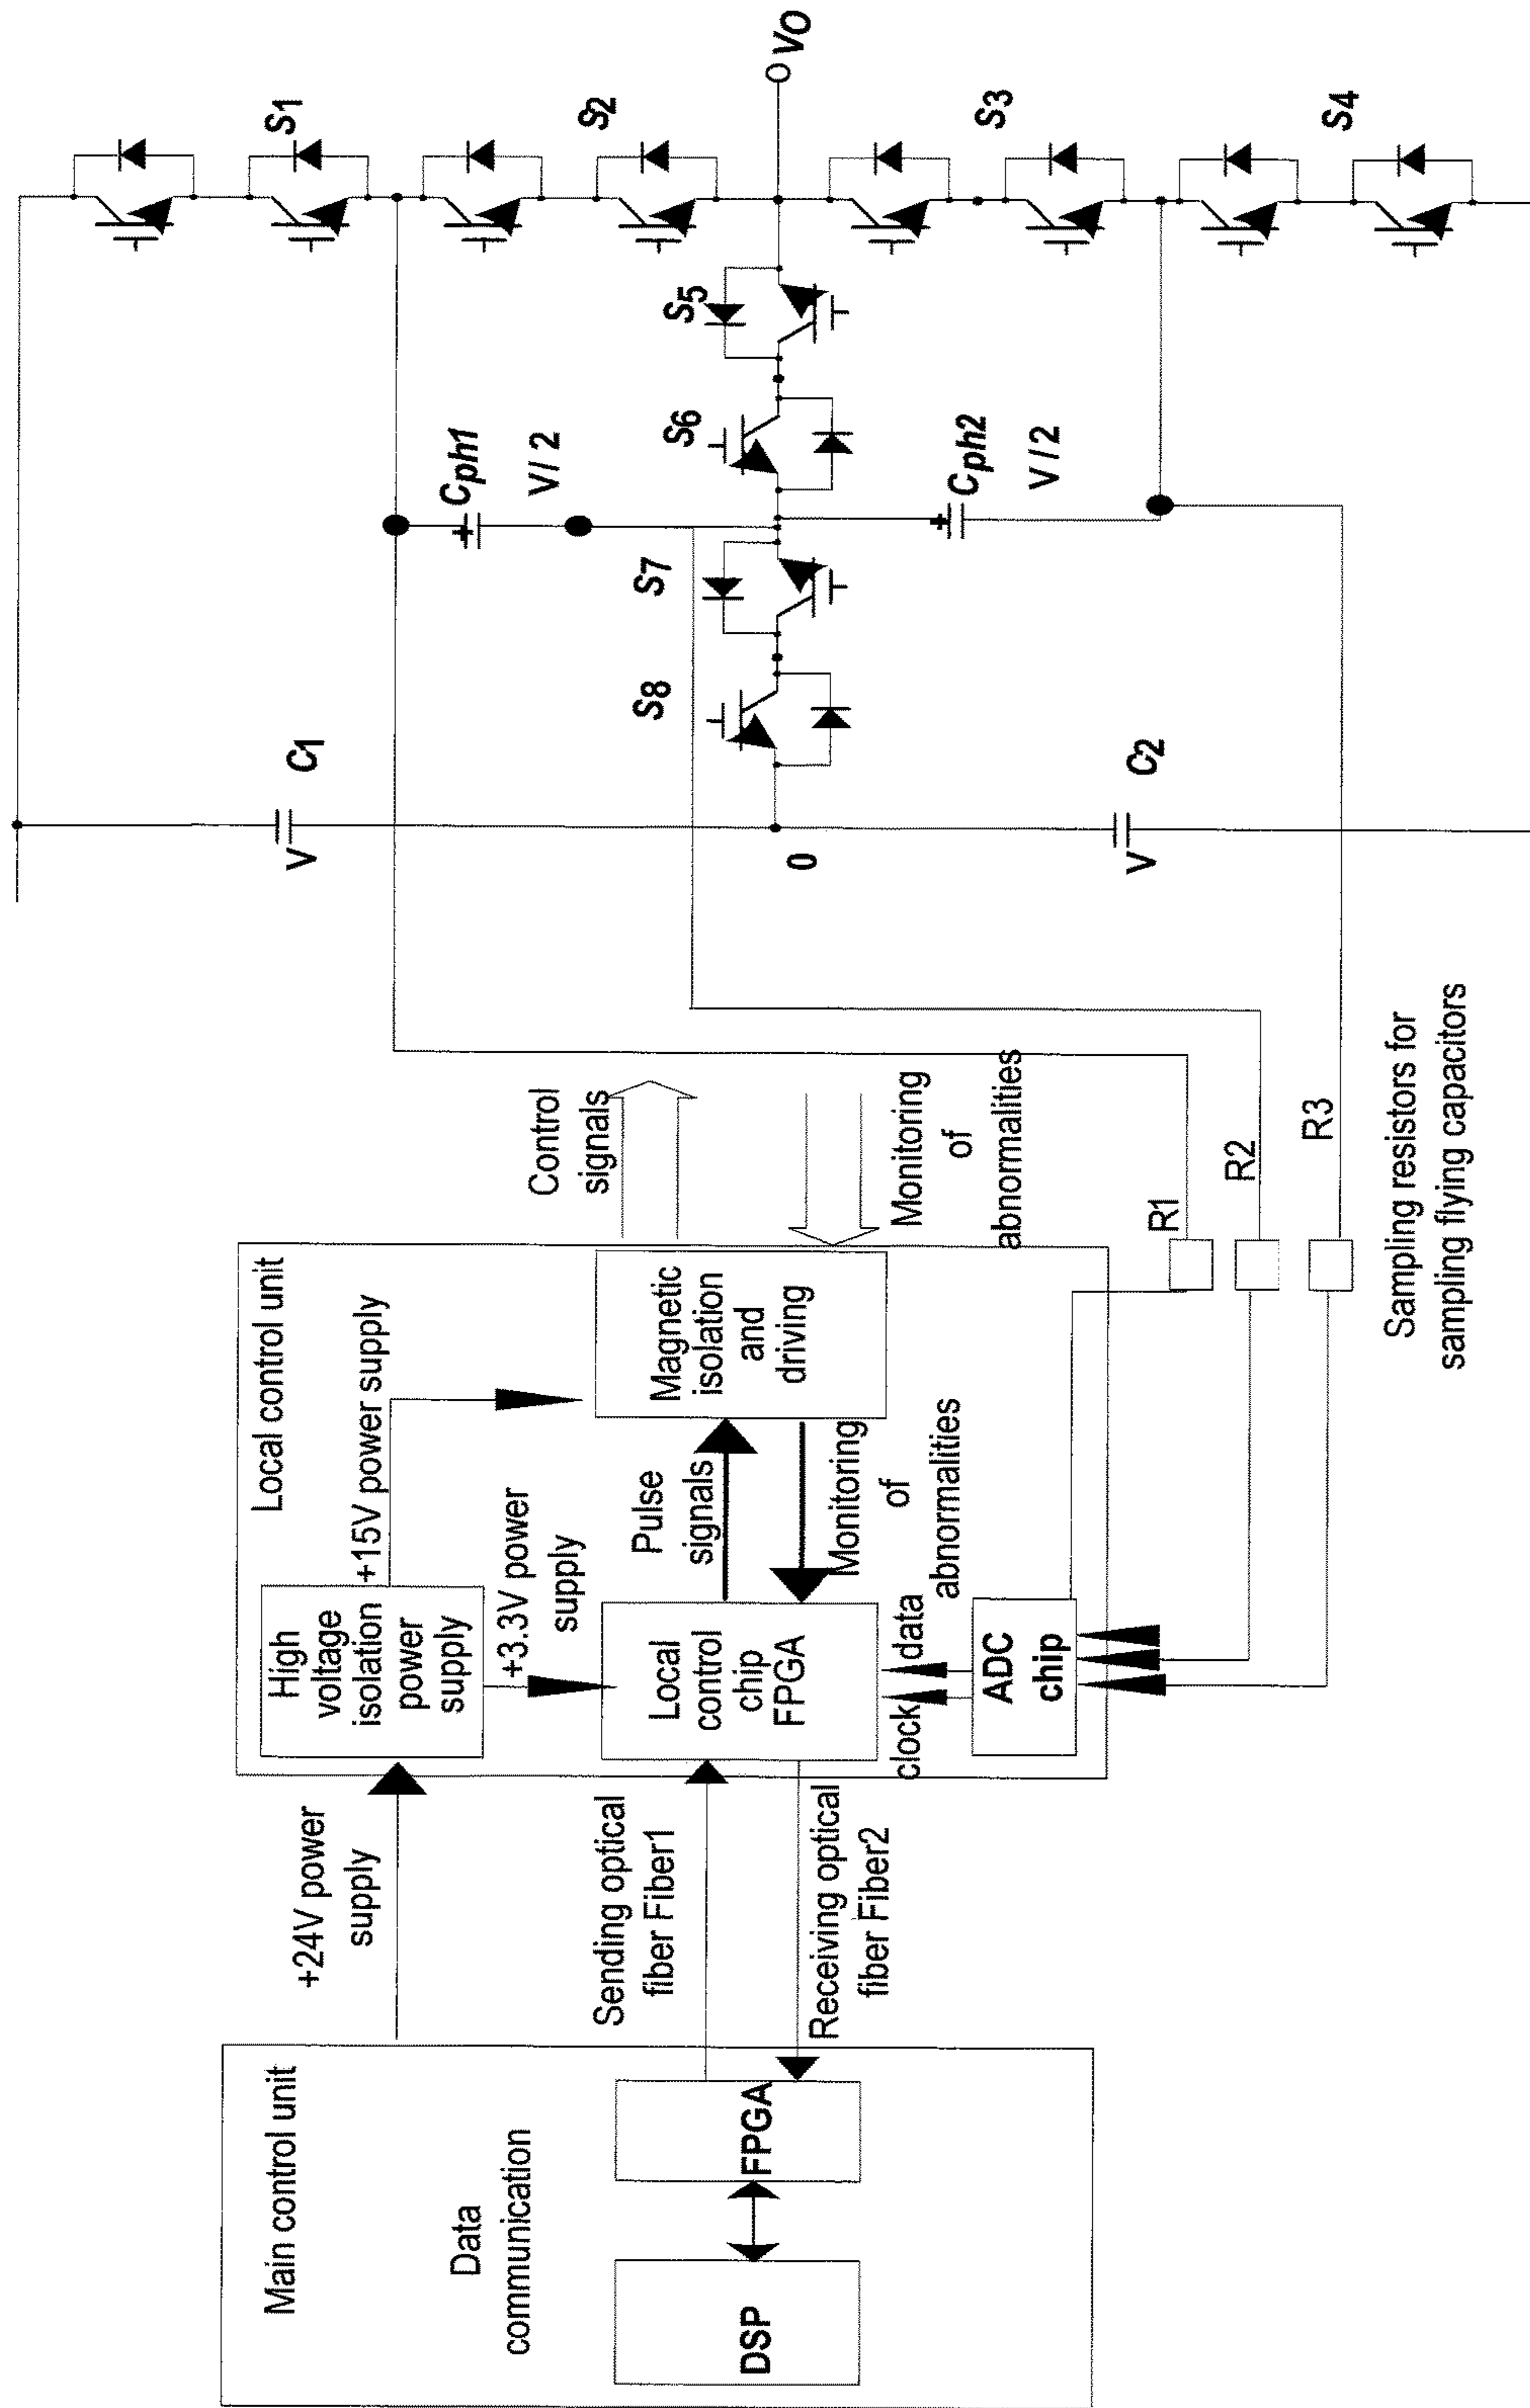 Main control unit
Data
communication
DSP
FPGA
+24V power
supply
Sending optical
fiber Fiber1
Receiving optical
fiber Fiber2
Local control unit
High
voltage
isolation
power
supply
+15V power supply
+3.3V power
supply
Local
control
chip
FPGA
Pulse
signals
Monitoring
of
abnormalities
Magnetic
isolation
and
driving
clock
data
ADC
chip
Control
signals
Monitoring
of
abnormalities
R1
R2
R3
Sampling resistors for
sampling flying capacitors
V
C1
0
V
C2
S8
S7
S6
S5
Cph1
V / 2
Cph2
V / 2
S1
S2
S3
S4
VO